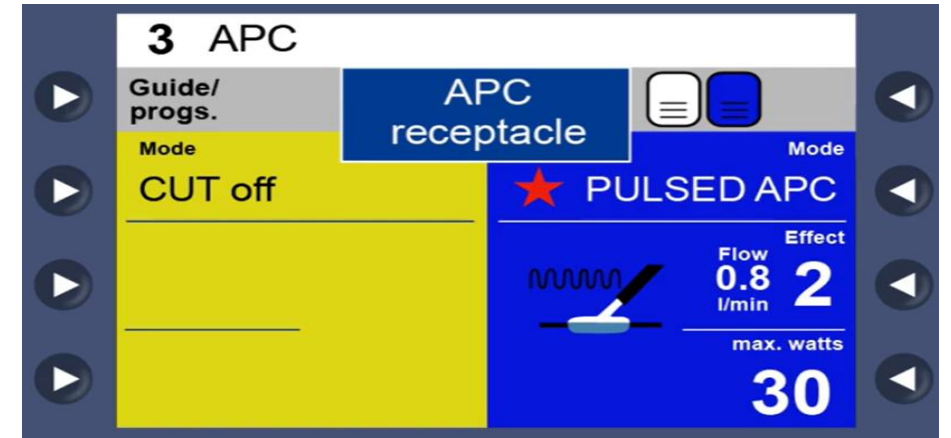 3 APC
Guide/
progs.
APC
receptacle
Mode
CUT off
Mode
PULSED APC
Effect
Flow
0.8
l/min
2
max. watts
30